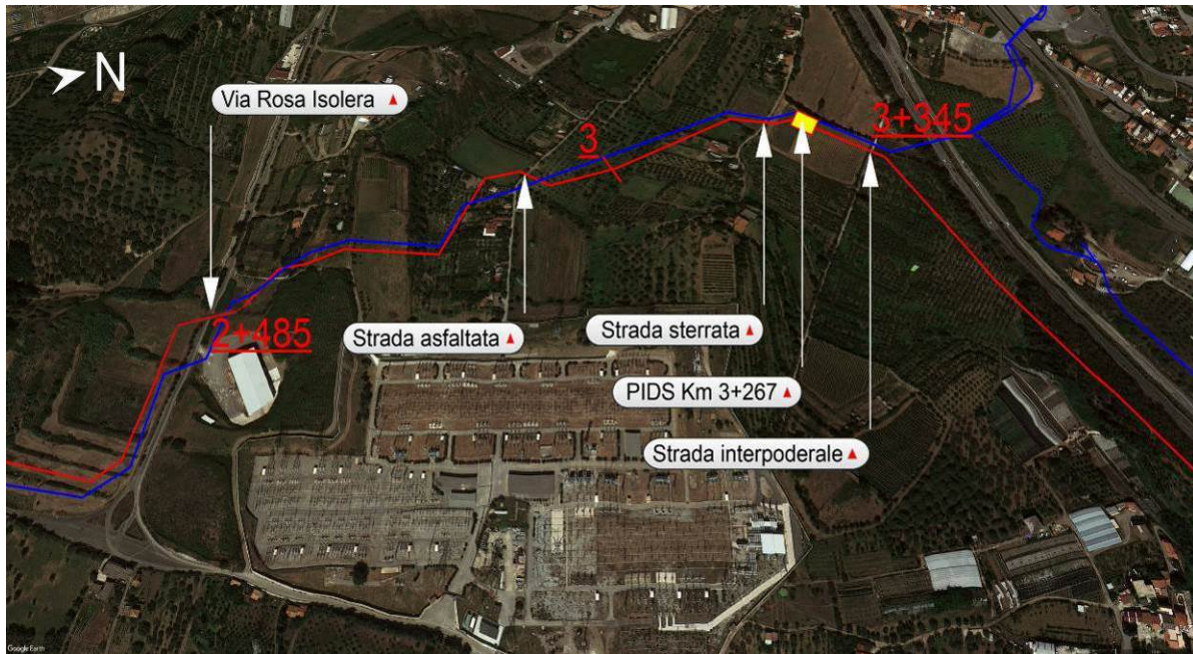 N
Via Rosa Isolera
3
3+345
2+485
Strada asfaltata
Strada sterrata
PIDS Km 3+267
Strada interpoderale
Google Earth